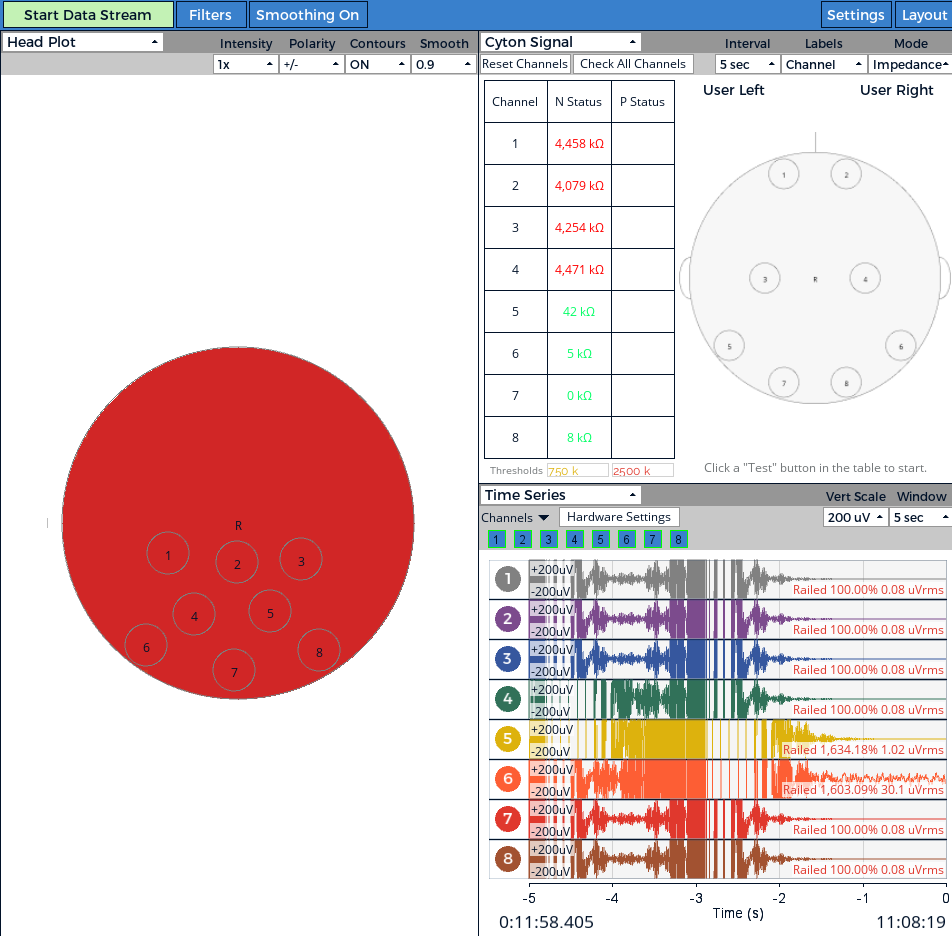 Start Data Stream Filters Smoothing On Settings Layout
Head Plot
Intensity Polarity Contours Smooth
1x +/- ON 0.9
R
1
2
3
4
5
6
7
8
Cyton Signal
Interval Labels Mode
Reset Channels Check All Channels 5 sec Channel Impedance
Channel N Status P Status
1 4,458 kΩ
2 4,079 kΩ
3 4,254 kΩ
4 4,471 kΩ
5 42 kΩ
6 5 kΩ
7 0 kΩ
8 8 kΩ
Thresholds 750 k 2500 k
User Left User Right
1 2
3 R 4
5 6
7 8
Click a "Test" button in the table to start.
Time Series
Vert Scale Window
Channels Hardware Settings 200 uV 5 sec
1 2 3 4 5 6 7 8
1 +200uV -200uV Railed 100.00% 0.08 uVrms
2 +200uV -200uV Railed 100.00% 0.08 uVrms
3 +200uV -200uV Railed 100.00% 0.08 uVrms
4 +200uV -200uV Railed 100.00% 0.08 uVrms
5 +200uV -200uV Railed 1,634.18% 1.02 uVrms
6 +200uV -200uV Railed 1,603.09% 30.1 uVrms
7 +200uV -200uV Railed 100.00% 0.08 uVrms
8 +200uV -200uV Railed 100.00% 0.08 uVrms
-5 -4 -3 -2 -1 0
Time (s)
0:11:58.405 11:08:19